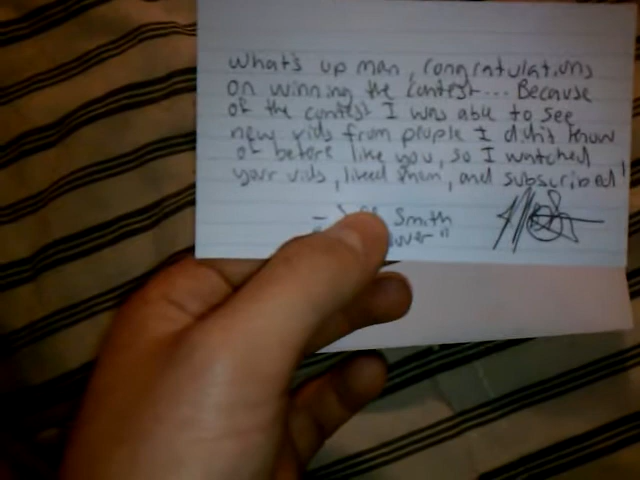 What's up man, congratulations
on winning the contest... Because
of the contest I was able to see
new vids from people I didn't know
of before like you, so I watched
your vids, liked them, and subscribed!
- Smith